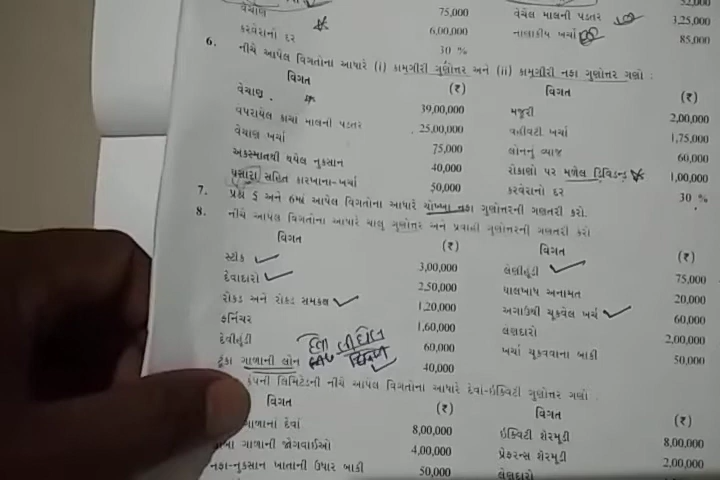 વેચાણ 75,000 વેચેલ માલની પડતર 3,25,000
6,00,000 નાણાકીય ખર્ચા 85,000
કરવેરાનો દર 30 %
6. નીચે આપેલ વિગતોના આધારે (i) કામગીરી ગુણોત્તર અને (ii) કામગીરી નફા ગુણોત્તર ગણો :
વિગત (₹) વિગત (₹)
વેચાણ 39,00,000 મજૂરી 2,00,000
વપરાયેલ કાચા માલની પડતર 25,00,000 વહીવટી ખર્ચા 1,75,000
વેચાણ ખર્ચા 75,000 લોનનું વ્યાજ 60,000
અકસ્માતથી થયેલ નુકસાન 40,000 રોકાણો પર મળેલ ડિવિડન્ડ 1,00,000
ઘસારા સહિત કારખાના-ખર્ચા 50,000 કરવેરાનો દર 30 %
7. પ્રશ્ન 5 અને 6માં આપેલ વિગતોના આધારે ચોખ્ખા નફા ગુણોત્તરની ગણતરી કરો.
8. નીચે આપેલ વિગતોના આધારે ચાલુ ગુણોત્તર અને પ્રવાહી ગુણોત્તરની ગણતરી કરો
વિગત (₹) વિગત (₹)
સ્ટૉક 3,00,000 લેણીહૂંડી 75,000
દેવાદારો 2,50,000 ઘાલખાધ અનામત 20,000
રોકડ અને રોકડ સમકક્ષ 1,20,000 અગાઉથી ચૂકવેલ ખર્ચ 60,000
ફર્નિચર 1,60,000 લેણદારો 2,00,000
દેવીહૂંડી 60,000 ખર્ચા ચૂકવવાના બાકી 50,000
ટૂંકા ગાળાની લોન 40,000
કંપની લિમિટેડની નીચે આપેલ વિગતોના આધારે દેવાં-ઇક્વિટી ગુણોત્તર ગણો :
વિગત (₹) વિગત (₹)
ગાળાનાં દેવાં 8,00,000 ઇક્વિટી શૅરમૂડી 8,00,000
ગાળાની જોગવાઈઓ 4,00,000 પ્રેફરન્સ શૅરમૂડી 2,00,000
નફા-નુકસાન ખાતાની ઉધાર બાકી 50,000 લેણદારો